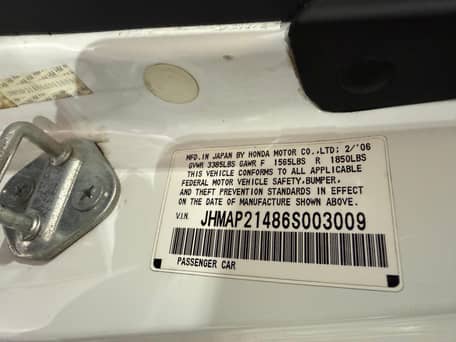 MFD. IN JAPAN BY HONDA MOTOR CO.,LTD; 2/'06
GVWR 3385LBS GAWR F 1565LBS R 1850LBS
THIS VEHICLE CONFORMS TO ALL APPLICABLE
FEDERAL MOTOR VEHICLE SAFETY,BUMPER,
AND THEFT PREVENTION STANDARDS IN EFFECT
ON THE DATE OF MANUFACTURE SHOWN ABOVE.
V.I.N. JHMAP21486S003009
PASSENGER CAR